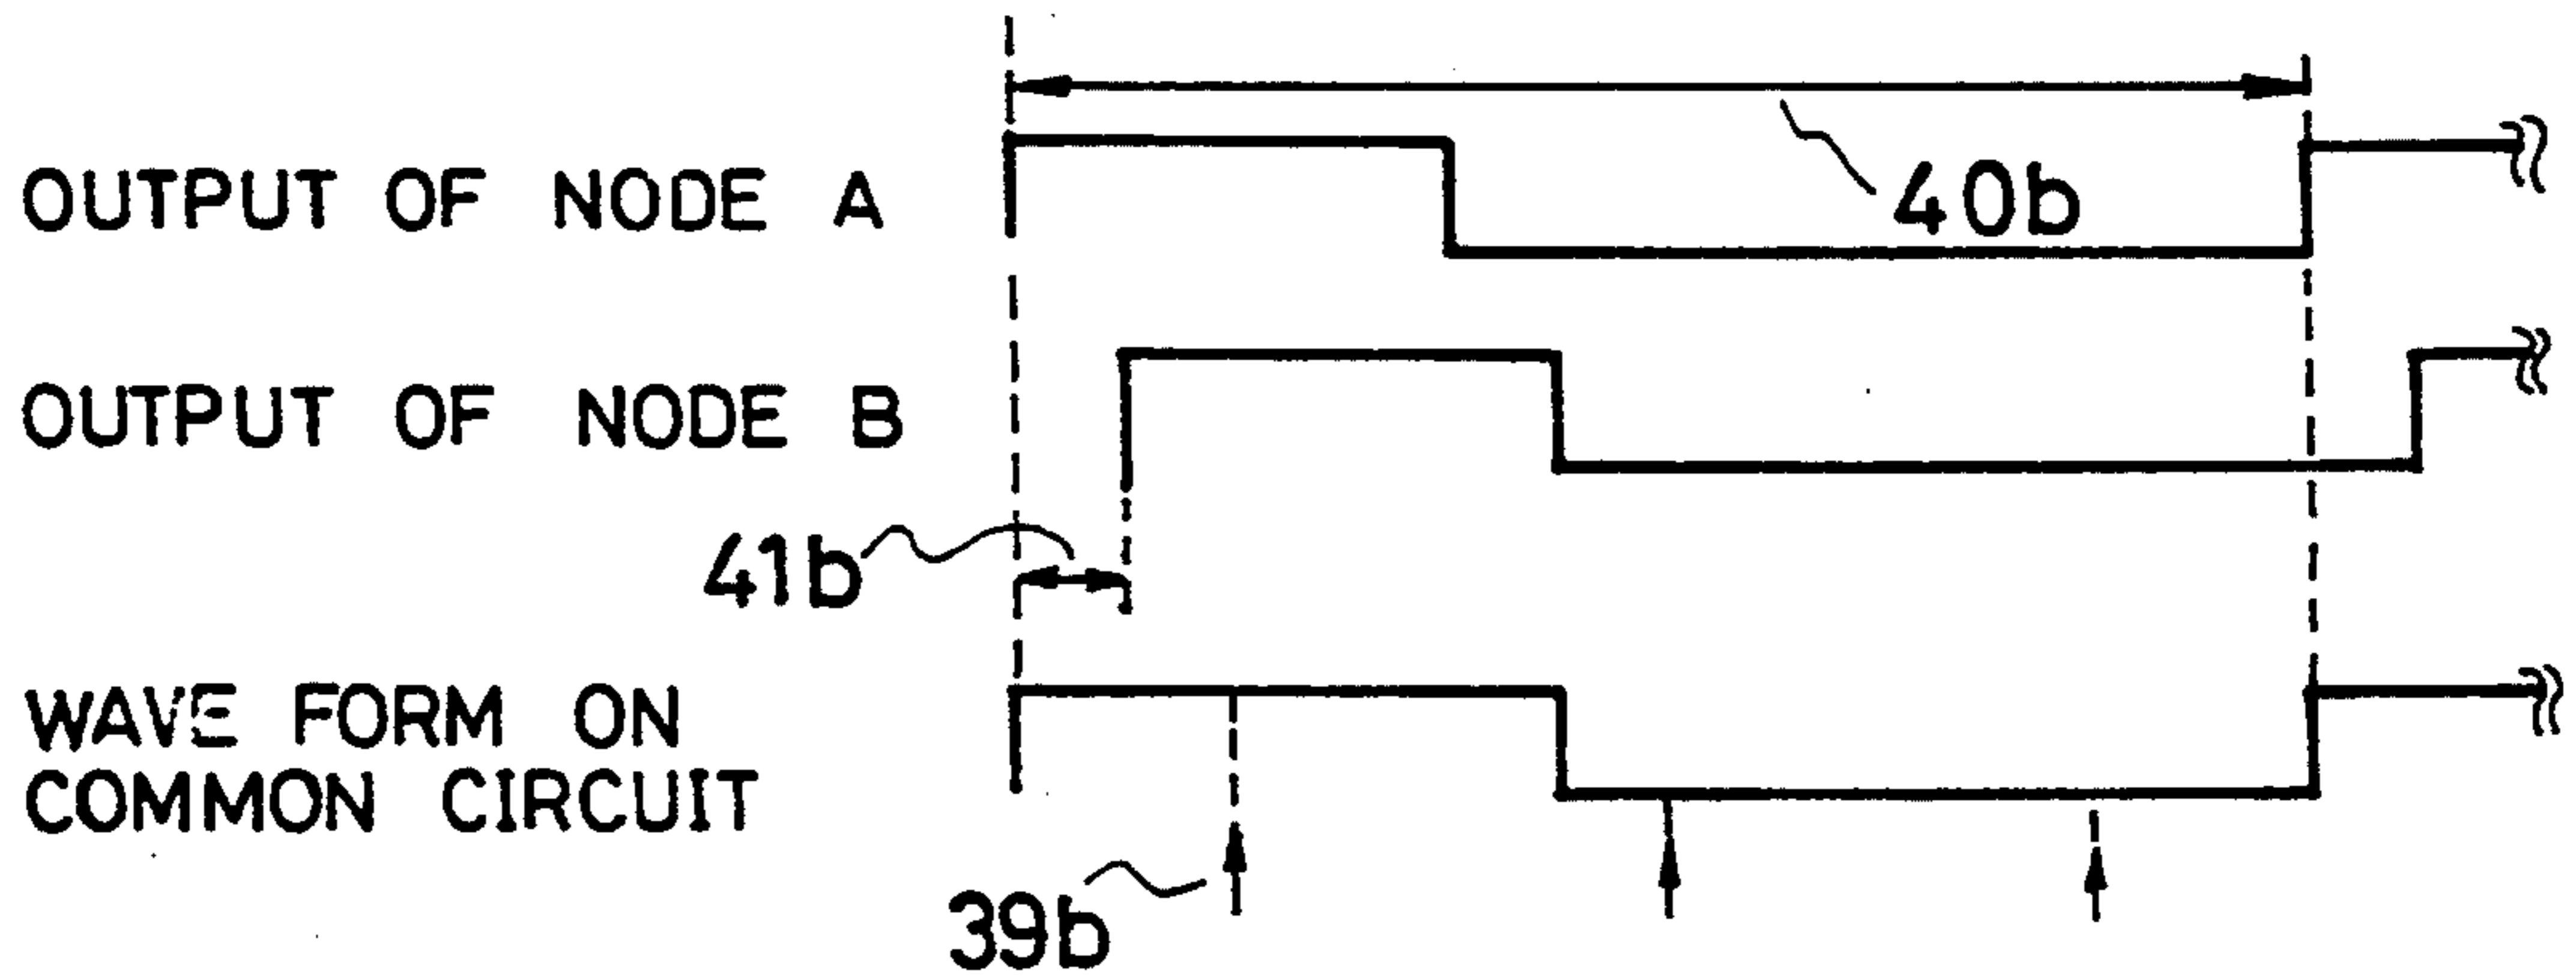 40b
OUTPUT OF NODE A
OUTPUT OF NODE B
41b
WAVE FORM ON
COMMON CIRCUIT
39b